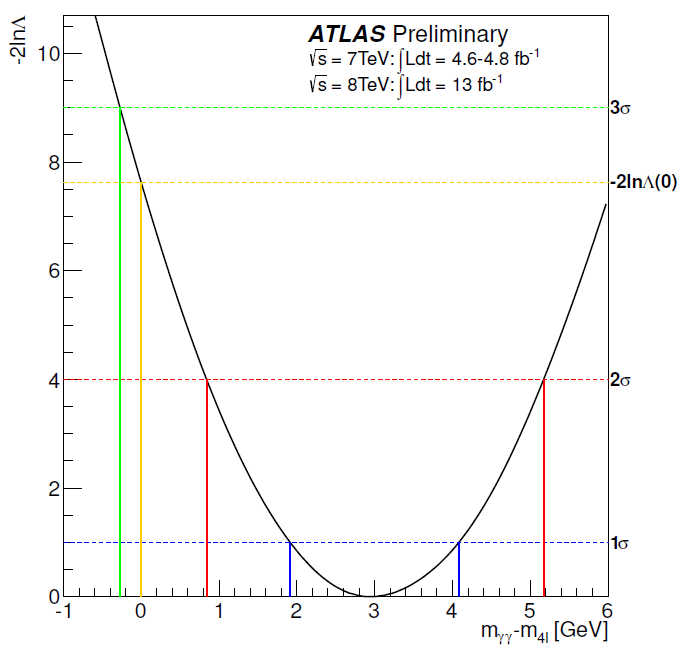 -2lnΛ
ATLAS Preliminary
√s = 7TeV: ∫Ldt = 4.6-4.8 fb⁻¹
√s = 8TeV: ∫Ldt = 13 fb⁻¹
10
8
6
4
2
0
3σ
-2lnΛ(0)
2σ
1σ
-1 0 1 2 3 4 5 6
m_γγ-m_4l [GeV]